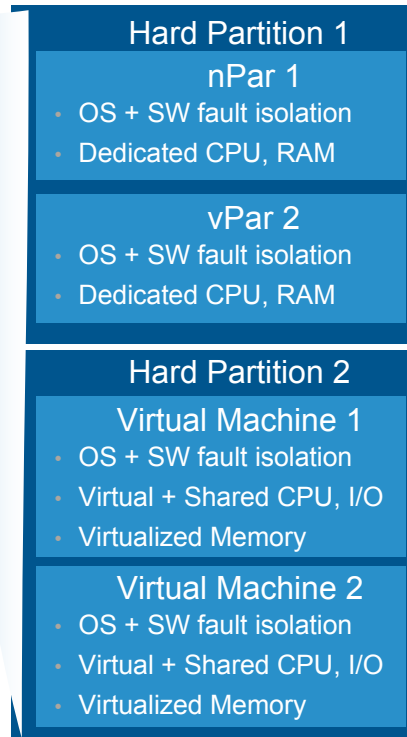 Hard Partition 1
nPar 1
• OS + SW fault isolation
• Dedicated CPU, RAM
vPar 2
• OS + SW fault isolation
• Dedicated CPU, RAM
Hard Partition 2
Virtual Machine 1
• OS + SW fault isolation
• Virtual + Shared CPU, I/O
• Virtualized Memory
Virtual Machine 2
• OS + SW fault isolation
• Virtual + Shared CPU, I/O
• Virtualized Memory